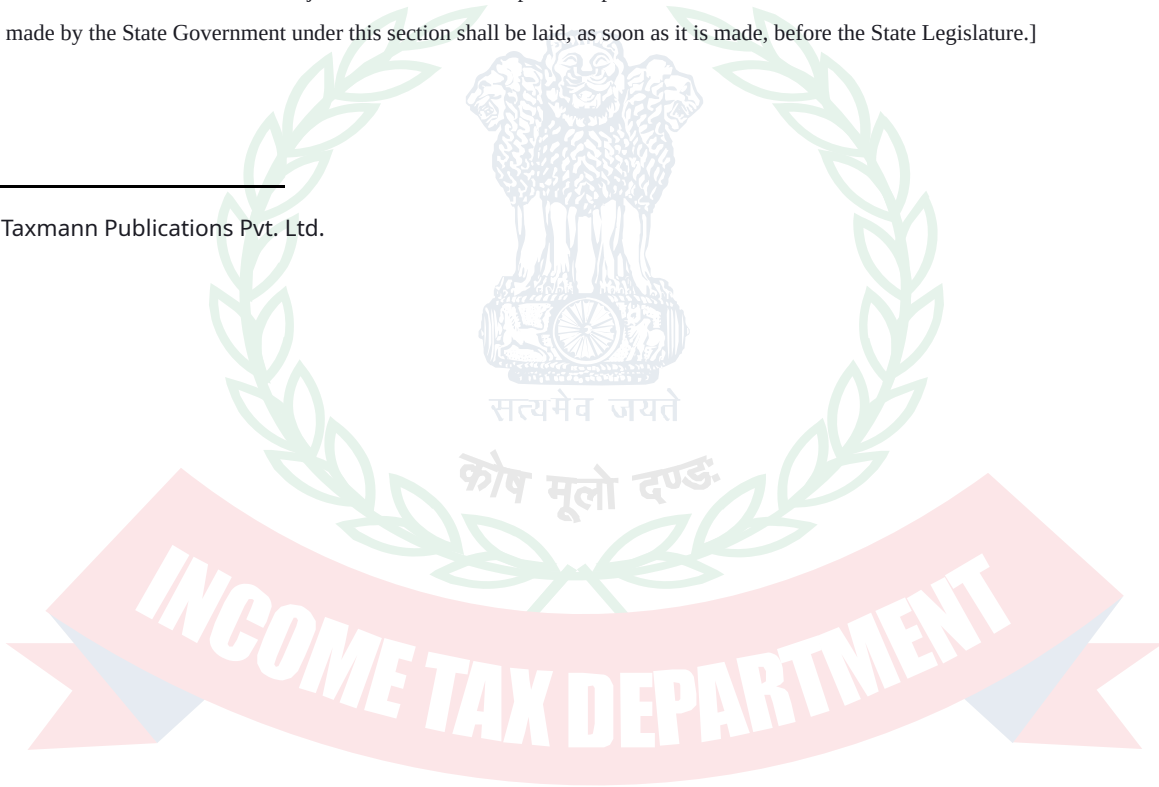 made by the State Government under this section shall be laid, as soon as it is made, before the State Legislature.]
Taxmann Publications Pvt. Ltd.
सत्यमेव जयते
कोष मूलो दण्डः
INCOME TAX DEPARTMENT